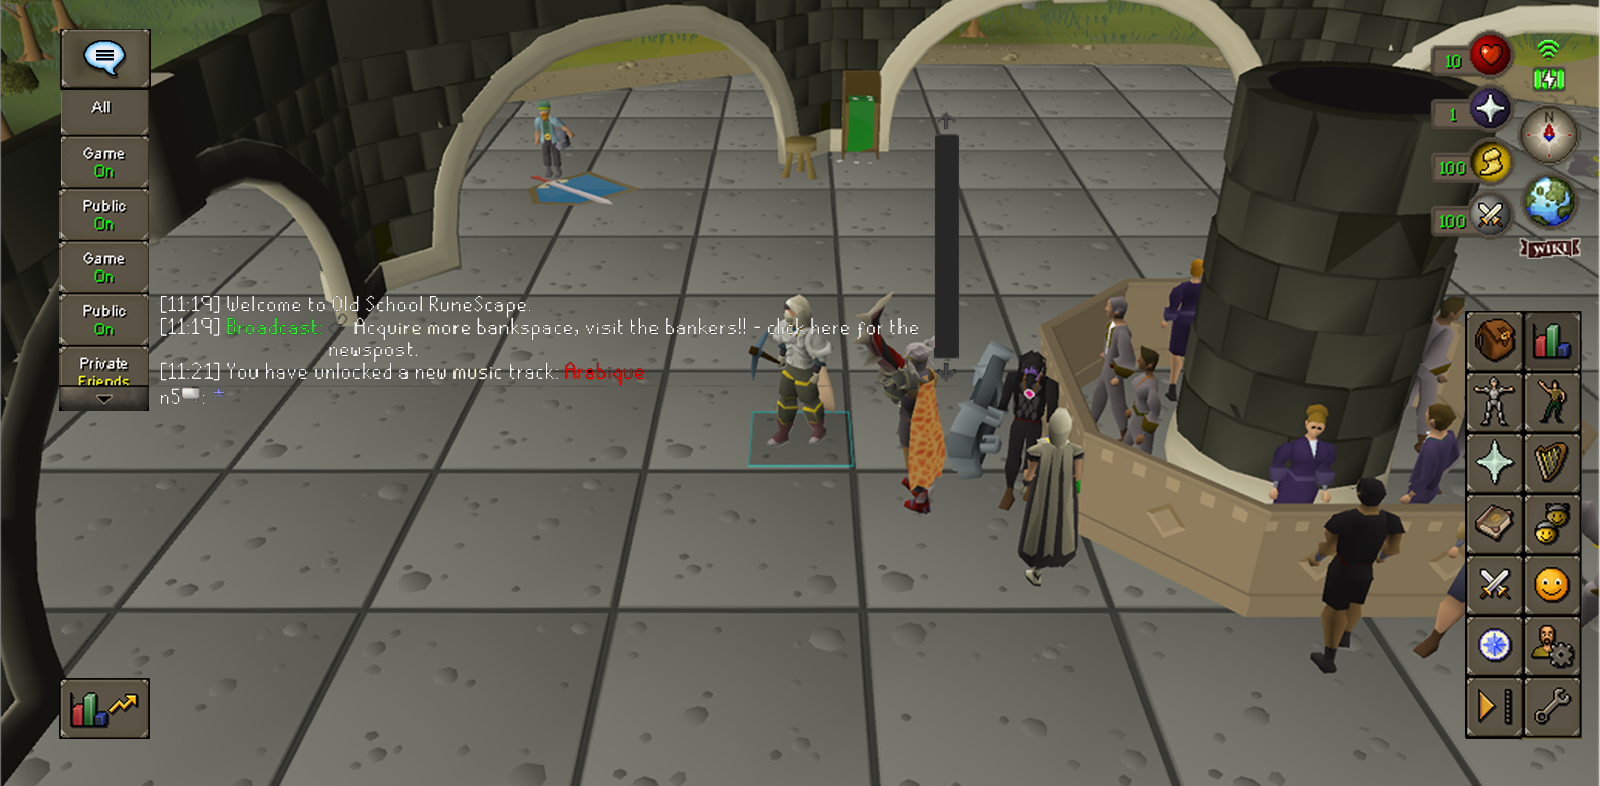 All
Game
On
Public
On
Game
On
Public
On
Private
Friends
[11:19] Welcome to Old School RuneScape.
[11:19] Broadcast: Acquire more bankspace, visit the bankers!! - click here for the
newspost.
[11:21] You have unlocked a new music track: Arabique
n5: *
10
1
100
100
N
WIKI